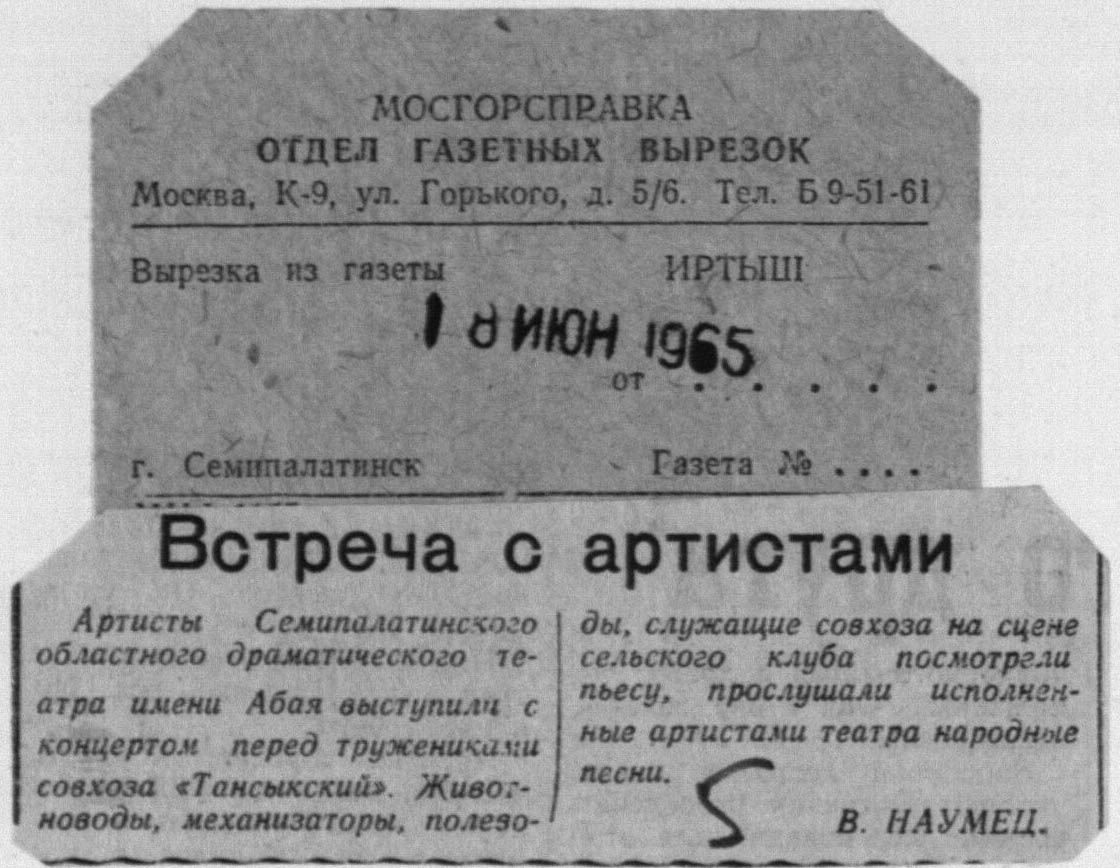 МОСГОРСПРАВКА
ОТДЕЛ ГАЗЕТНЫХ ВЫРЕЗОК
Москва, К-9, ул. Горького, д. 5/6. Тел. Б 9-51-61
Вырезка из газеты ИРТЫШ
18 ИЮН 1965
от . . . . .
г. Семипалатинск Газета № . . . .
Встреча с артистами
Артисты Семипалатинского
областного драматического те-
атра имени Абая выступили с
концертом перед тружениками
совхоза «Тансыкский». Живот-
новоды, механизаторы, полево-
ды, служащие совхоза на сцене
сельского клуба посмотрели
пьесу, прослушали исполнен-
ные артистами театра народные
песни.
5
В. НАУМЕЦ.